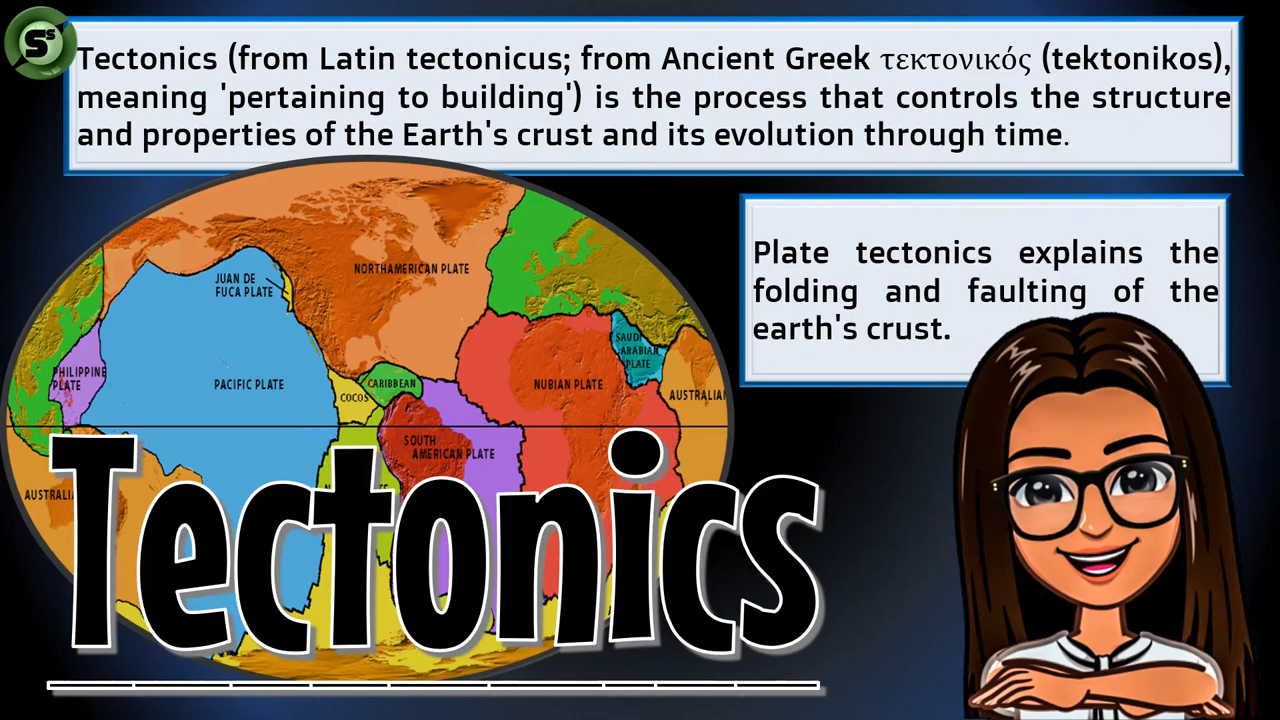 Ss
Tectonics (from Latin tectonicus; from Ancient Greek τεκτονικός (tektonikos),
meaning 'pertaining to building') is the process that controls the structure
and properties of the Earth's crust and its evolution through time.
Plate tectonics explains the
folding and faulting of the
earth's crust.
JUAN DE
FUCA PLATE
NORTHAMERICAN PLATE
PHILIPPINE
PLATE
PACIFIC PLATE
COCOS
CARIBBEAN
SOUTH
AMERICAN PLATE
NUBIAN PLATE
SAUDI
ARABIAN
PLATE
AUSTRALIAN
AUSTRALIA
Tectonics